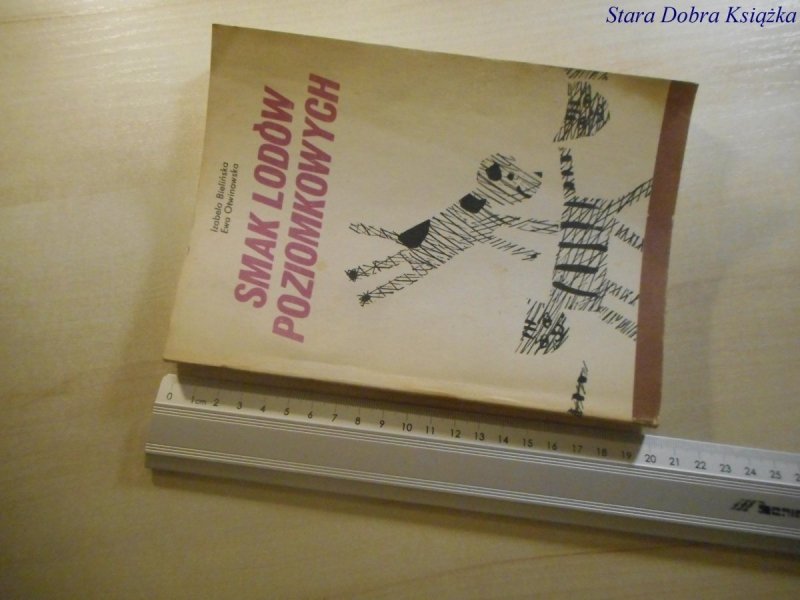 Stara Dobra Książka
Izabela Bielińska
Ewa Otwinowska
SMAK LODÓW
POZIOMKOWYCH
0 1cm 2 3 4 5 6 7 8 9 10 11 12 13 14 15 16 17 18 19 20 21 22 23 24 25